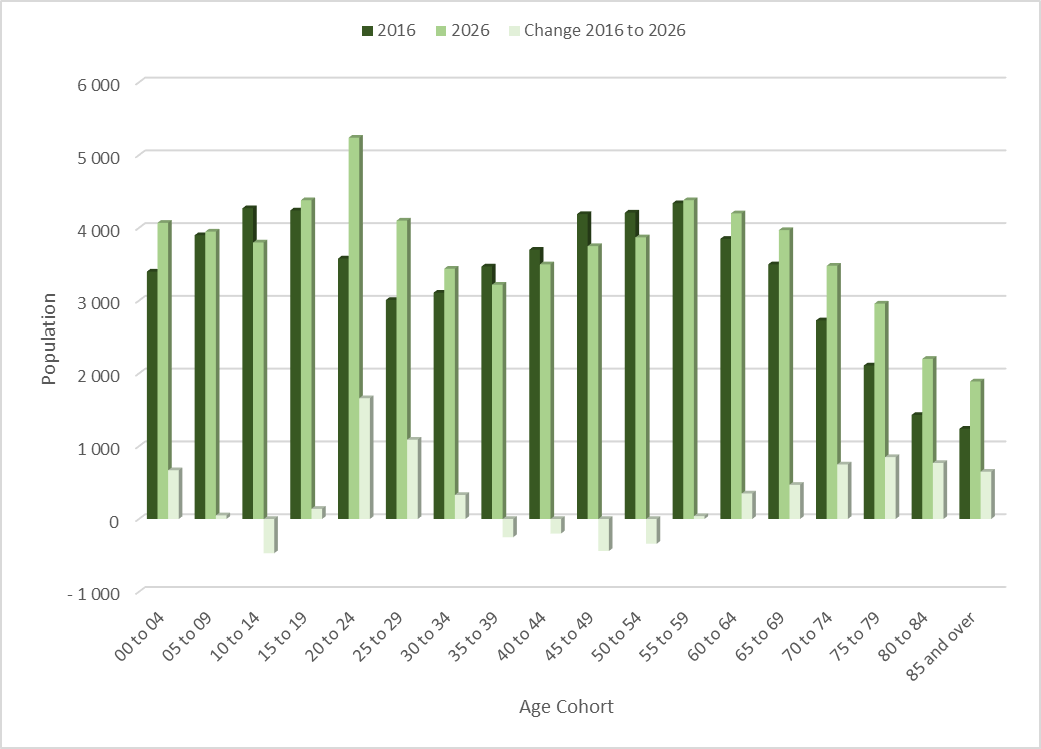 2016 2026 Change 2016 to 2026
6 000
5 000
4 000
3 000
2 000
1 000
0
- 1 000
Population
00 to 04
05 to 09
10 to 14
15 to 19
20 to 24
25 to 29
30 to 34
35 to 39
40 to 44
45 to 49
50 to 54
55 to 59
60 to 64
65 to 69
70 to 74
75 to 79
80 to 84
85 and over
Age Cohort